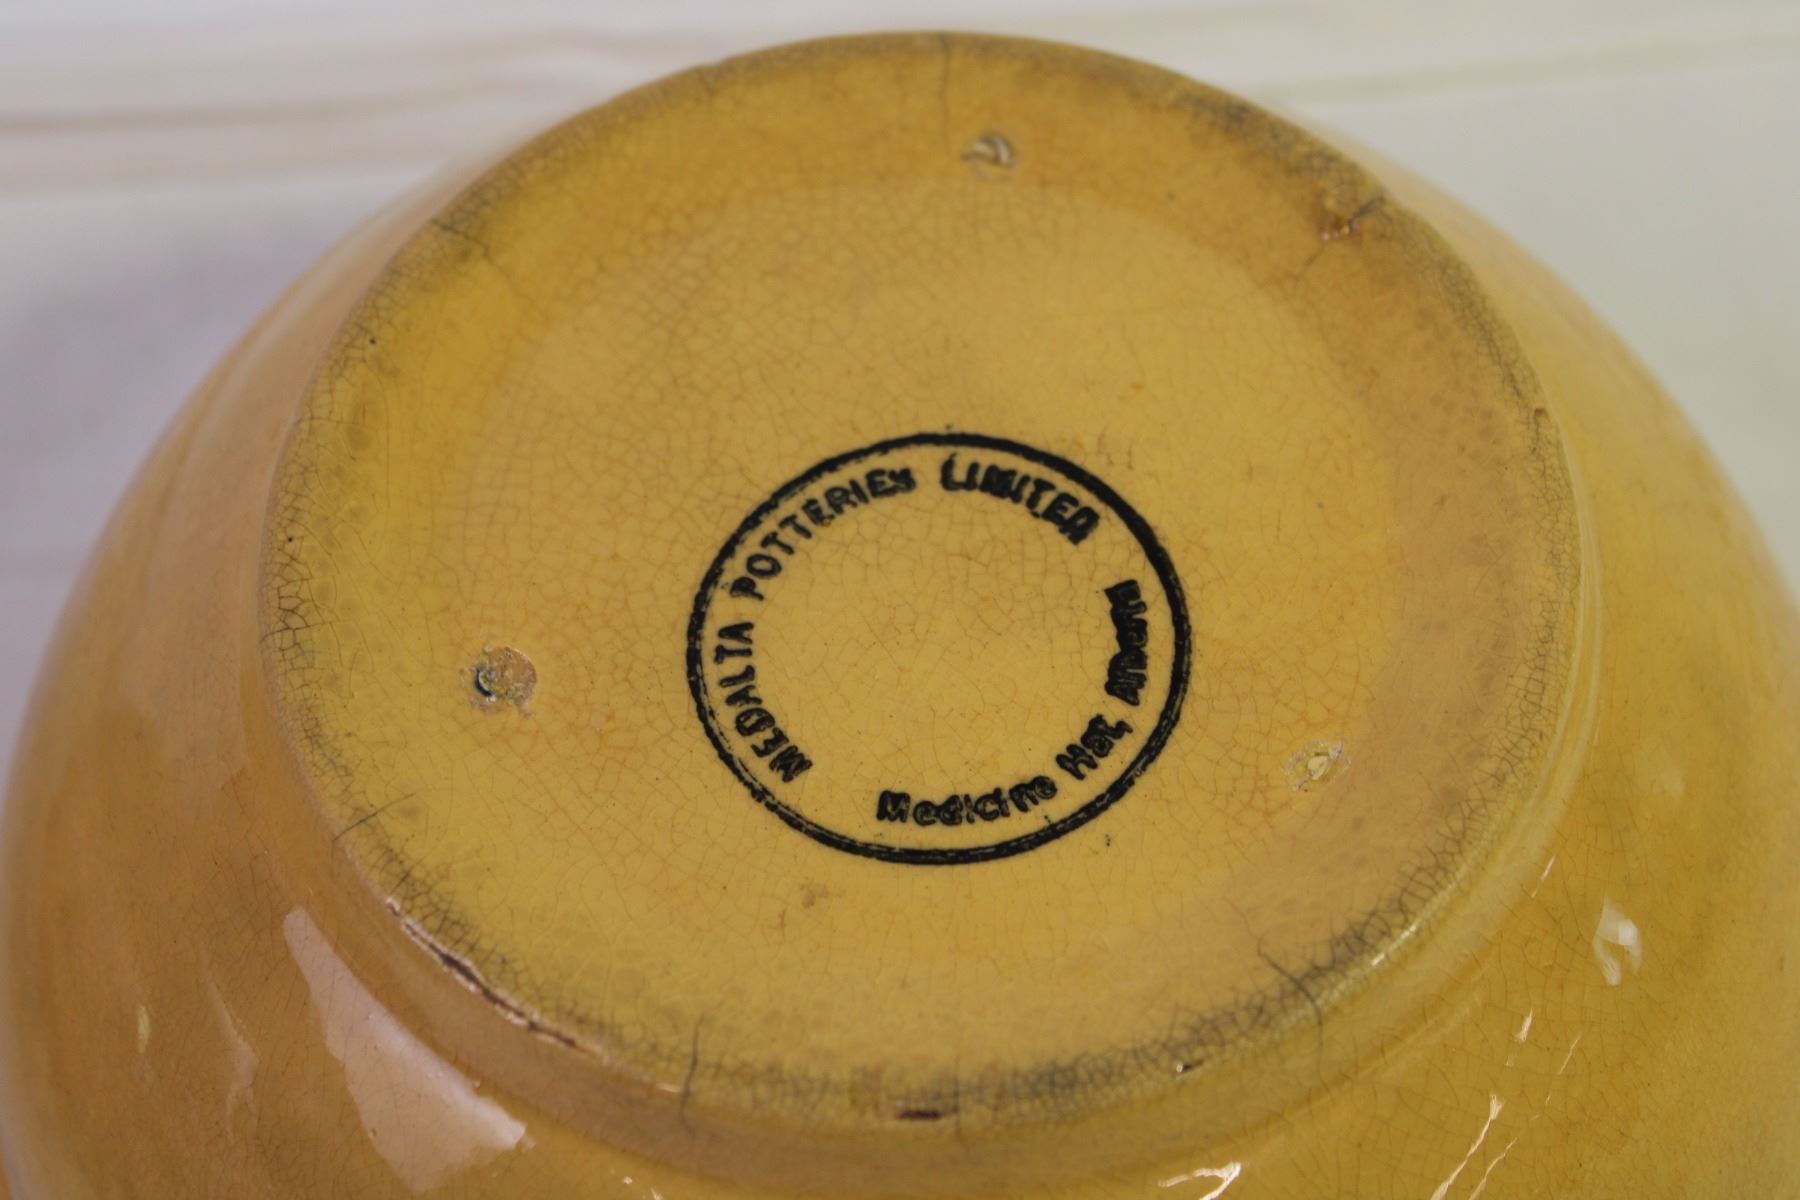 MEDALTA POTTERIES LIMITED
Medicine Hat, Alberta